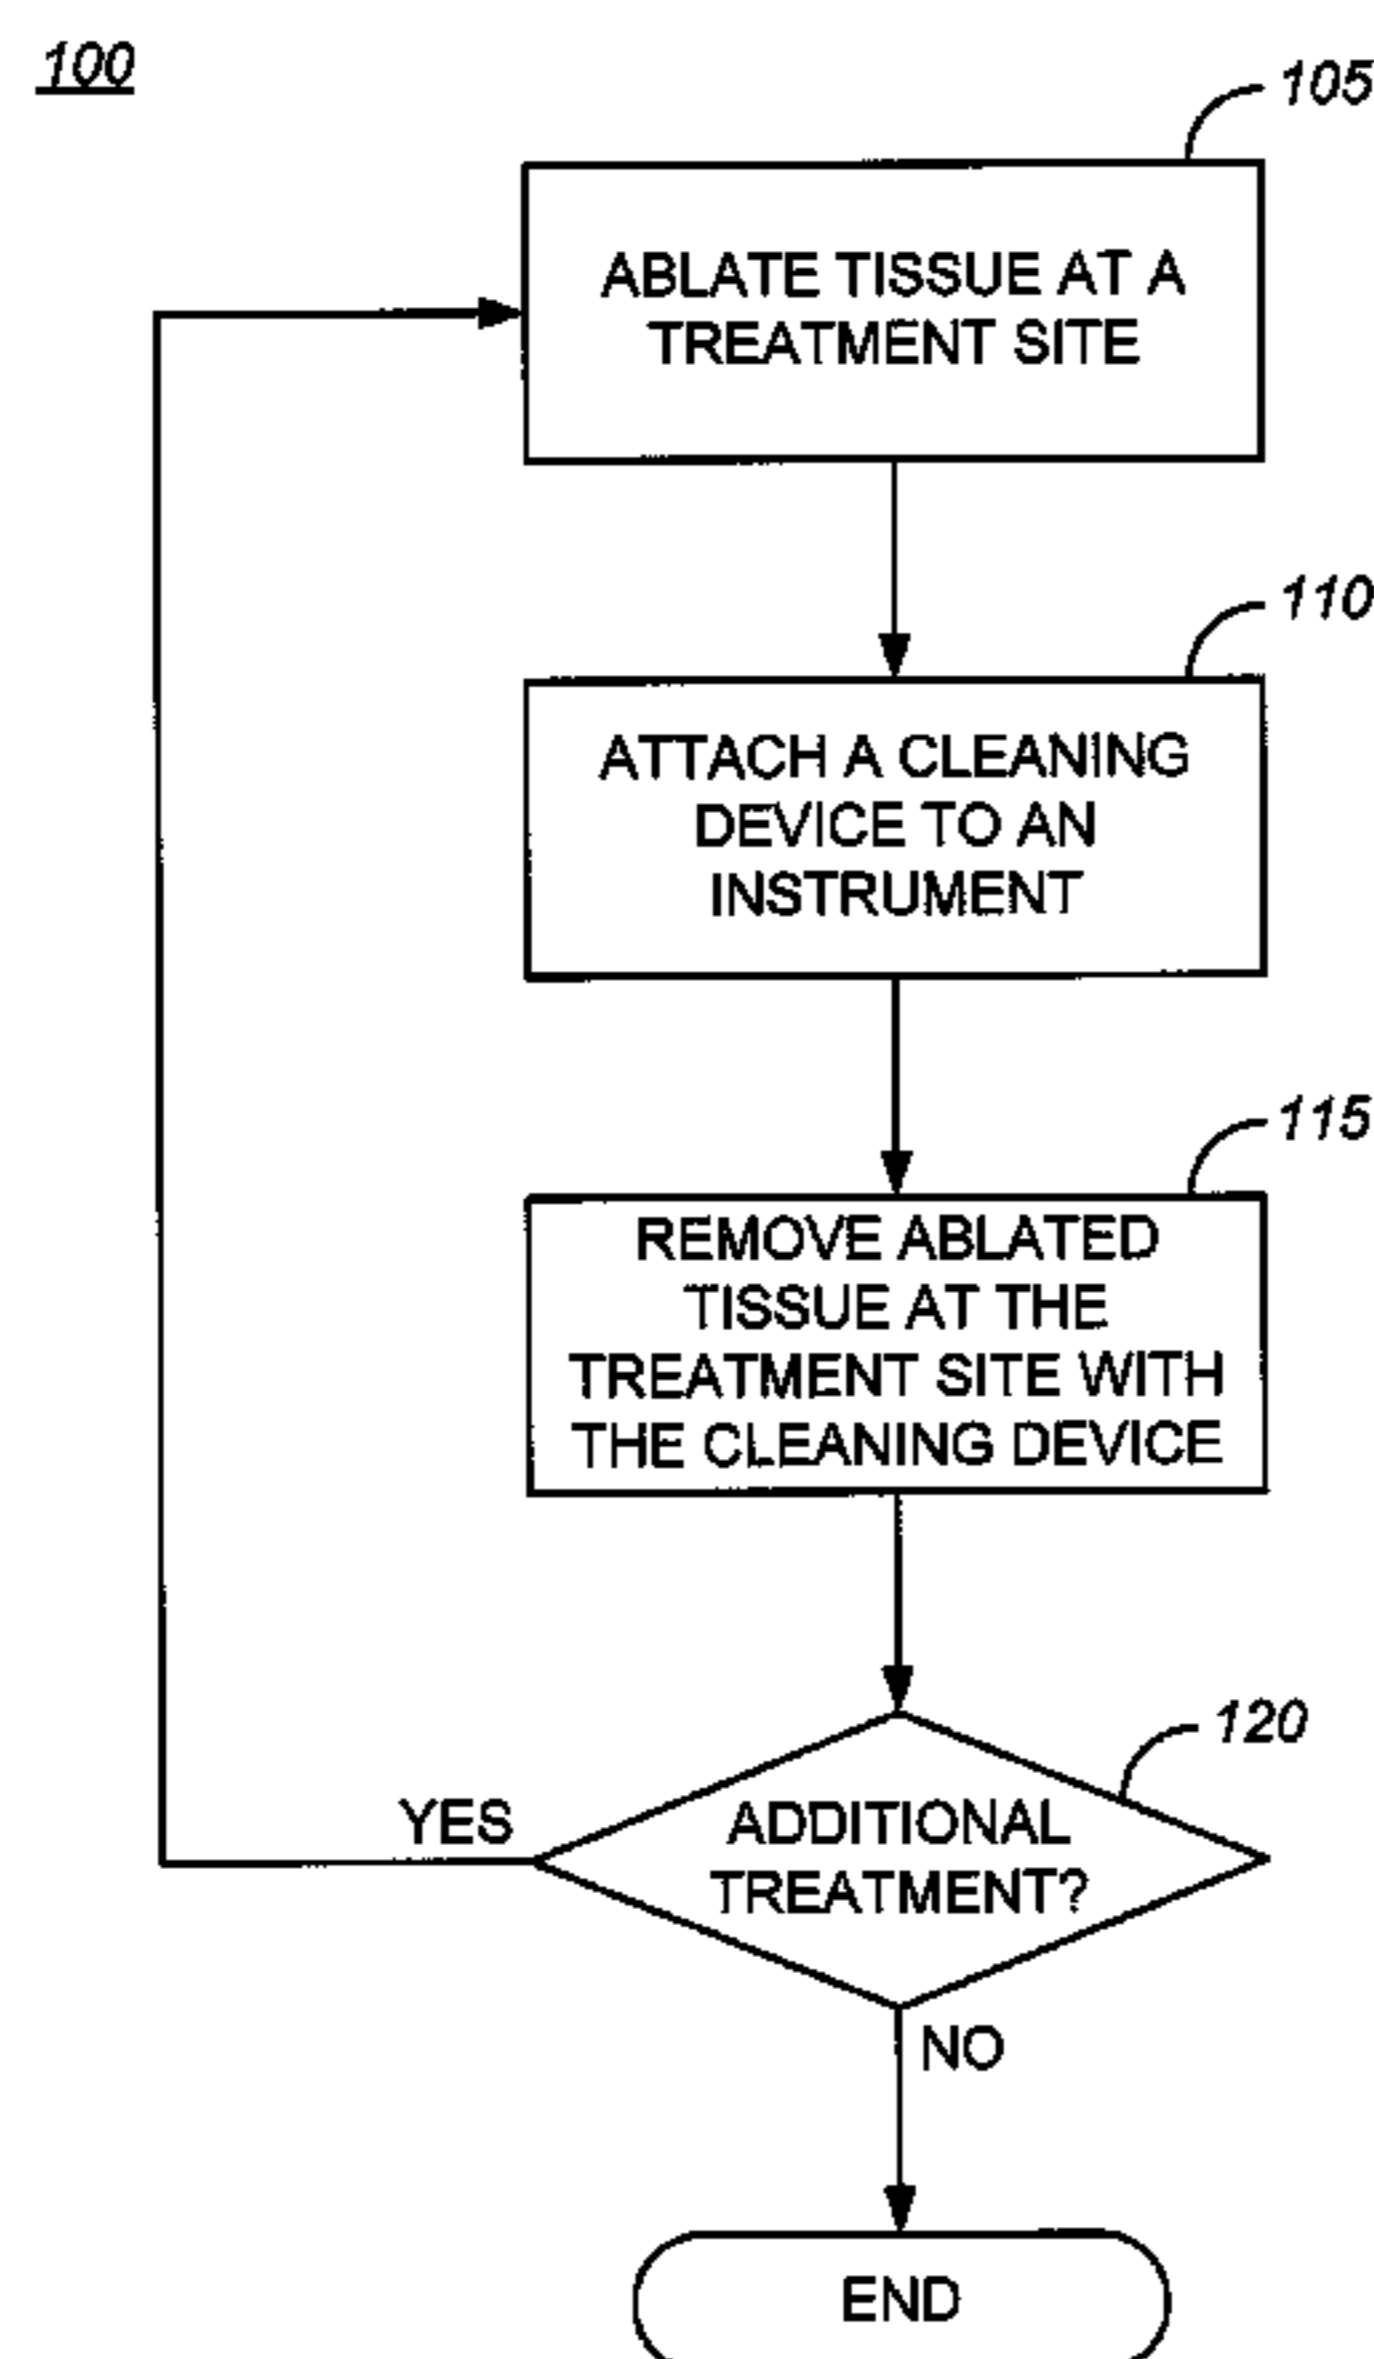 100
105
ABLATE TISSUE AT A
TREATMENT SITE
110
ATTACH A CLEANING
DEVICE TO AN
INSTRUMENT
115
REMOVE ABLATED
TISSUE AT THE
TREATMENT SITE WITH
THE CLEANING DEVICE
120
YES
ADDITIONAL
TREATMENT?
NO
END